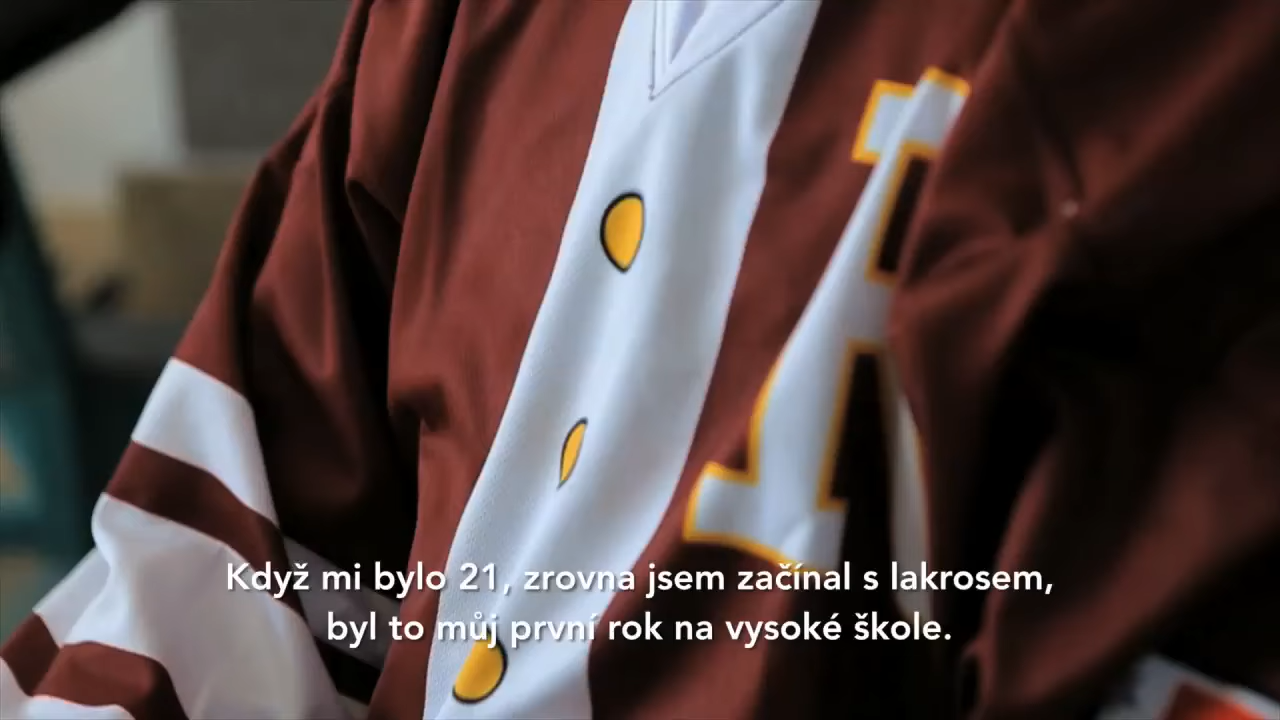 Když mi bylo 21, zrovna jsem začínal s lakrosem,
byl to můj první rok na vysoké škole.